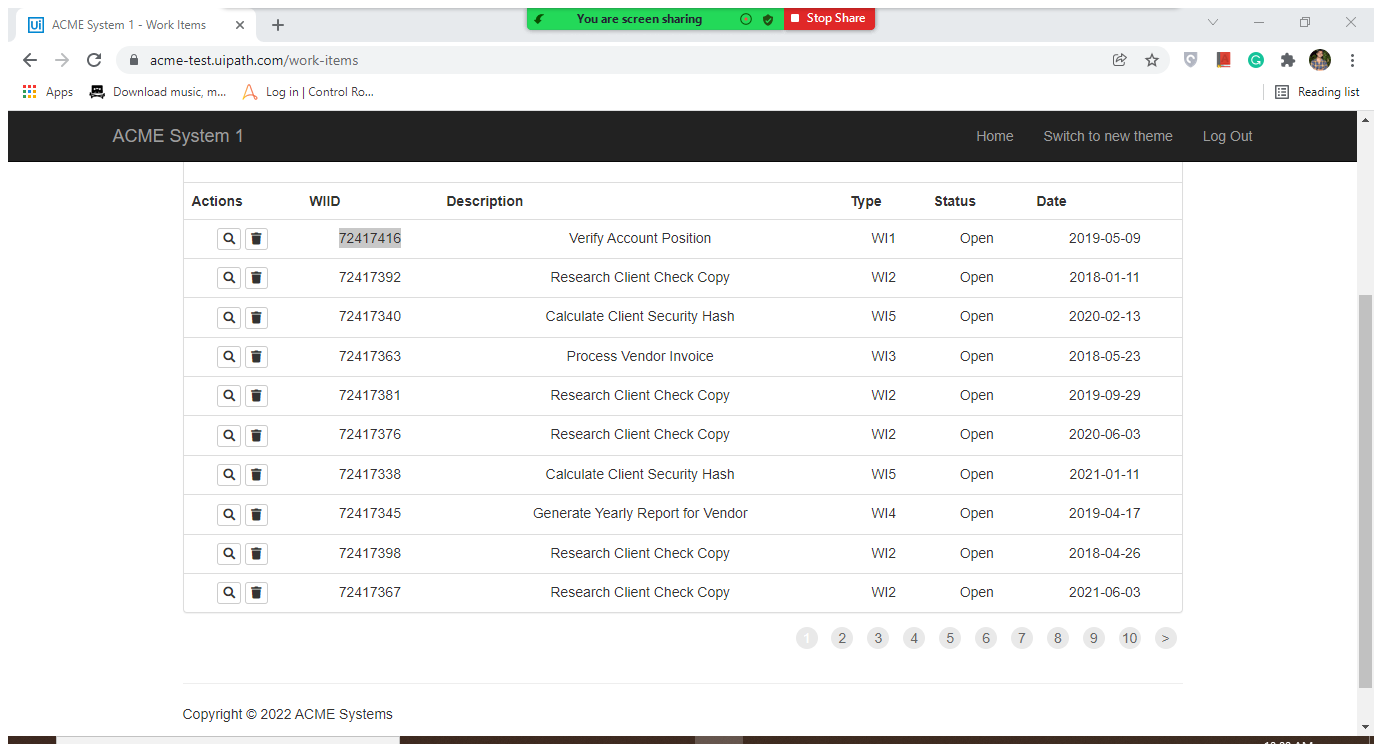 Ui ACME System 1 - Work Items
You are screen sharing Stop Share
acme-test.uipath.com/work-items
Apps Download music, m... Log in | Control Ro... Reading list
ACME System 1 Home Switch to new theme Log Out
Actions WIID Description Type Status Date
72417416 Verify Account Position WI1 Open 2019-05-09
72417392 Research Client Check Copy WI2 Open 2018-01-11
72417340 Calculate Client Security Hash WI5 Open 2020-02-13
72417363 Process Vendor Invoice WI3 Open 2018-05-23
72417381 Research Client Check Copy WI2 Open 2019-09-29
72417376 Research Client Check Copy WI2 Open 2020-06-03
72417338 Calculate Client Security Hash WI5 Open 2021-01-11
72417345 Generate Yearly Report for Vendor WI4 Open 2019-04-17
72417398 Research Client Check Copy WI2 Open 2018-04-26
72417367 Research Client Check Copy WI2 Open 2021-06-03
1 2 3 4 5 6 7 8 9 10 >
Copyright © 2022 ACME Systems